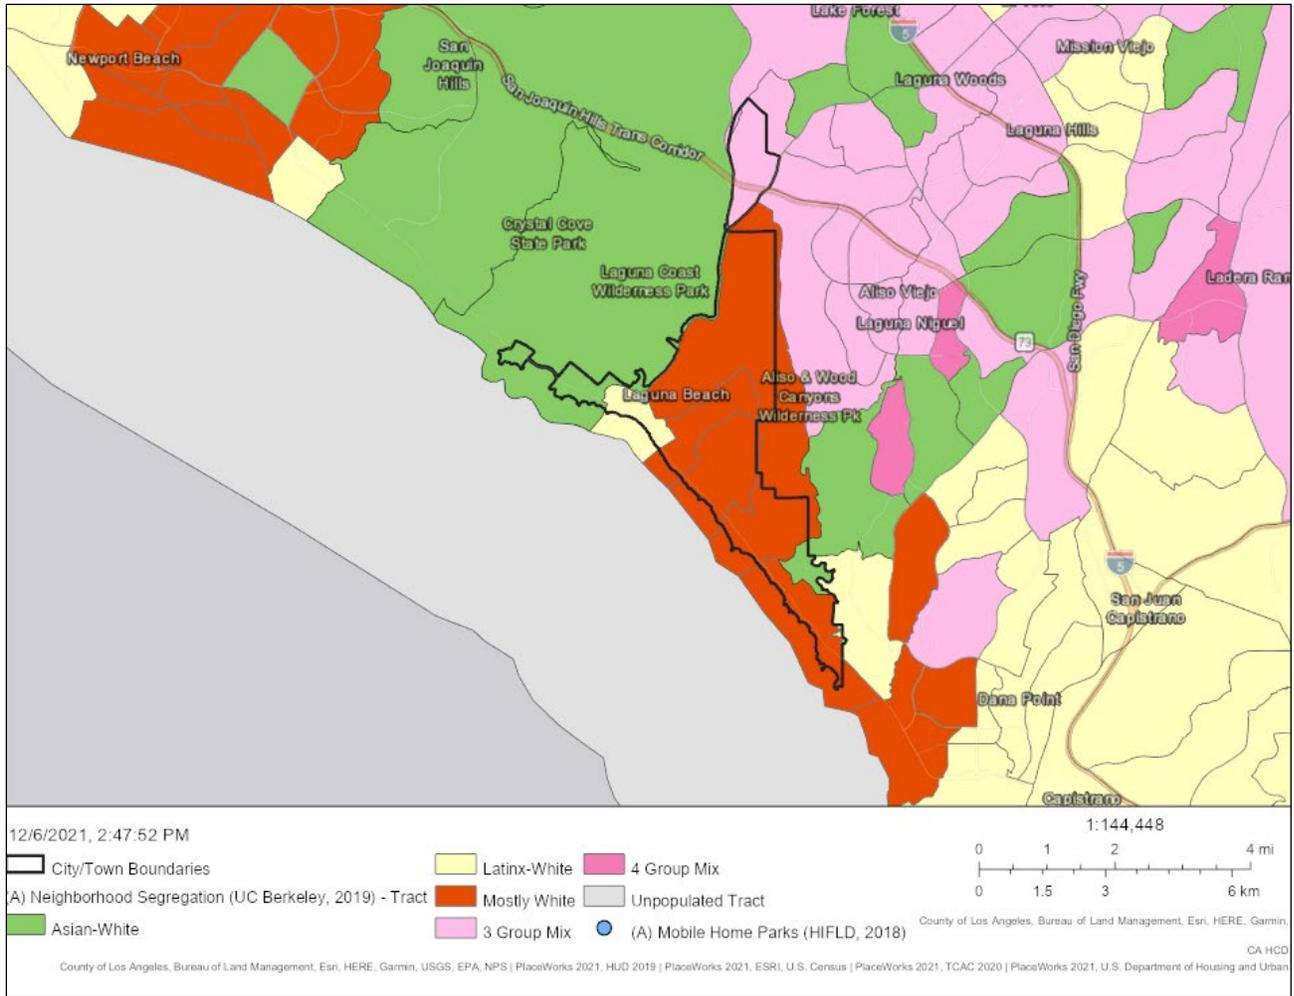 Lake Forest
5
Newport Beach
San
Joaquin
Hills
Mission Viejo
Laguna Woods
San Joaquin Hills Trans Corridor
Laguna Hills
Crystal Cove
State Park
Laguna Coast
Wilderness Park
Ladera Ran
Aliso Viejo
Laguna Niguel
San Diego Fwy
73
Aliso & Wood
Canyons
Wilderness Pk
Laguna Beach
5
San Juan
Capistrano
Dana Point
Capistrano
12/6/2021, 2:47:52 PM
City/Town Boundaries
(A) Neighborhood Segregation (UC Berkeley, 2019) - Tract
Asian-White
Latinx-White
Mostly White
3 Group Mix
4 Group Mix
Unpopulated Tract
(A) Mobile Home Parks (HIFLD, 2018)
1:144,448
0 1 2 4 mi
0 1.5 3 6 km
County of Los Angeles, Bureau of Land Management, Esri, HERE, Garmin,
CA HCD
County of Los Angeles, Bureau of Land Management, Esri, HERE, Garmin, USGS, EPA, NPS | PlaceWorks 2021, HUD 2019 | PlaceWorks 2021, ESRI, U.S. Census | PlaceWorks 2021, TCAC 2020 | PlaceWorks 2021, U.S. Department of Housing and Urban